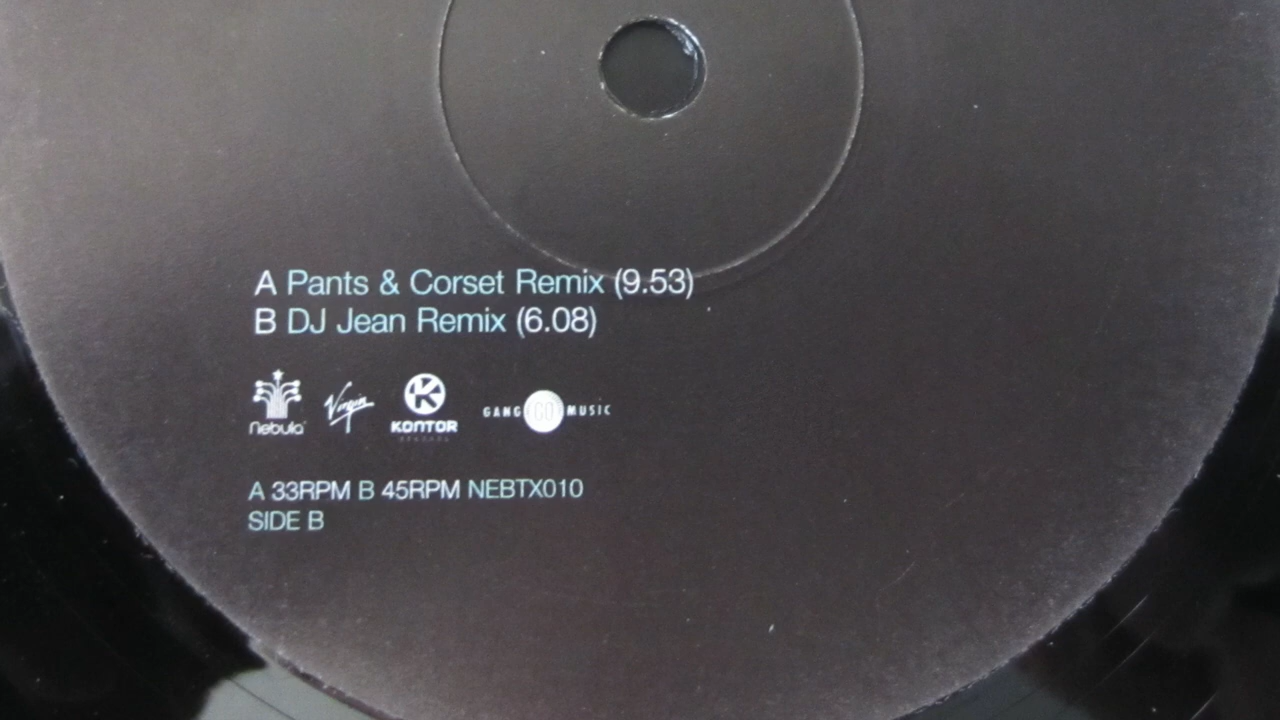 A Pants & Corset Remix (9.53)
B DJ Jean Remix (6.08)
nebula Virgin KONTOR RECORDS GANG GO MUSIC
A 33RPM B 45RPM NEBTX010
SIDE B